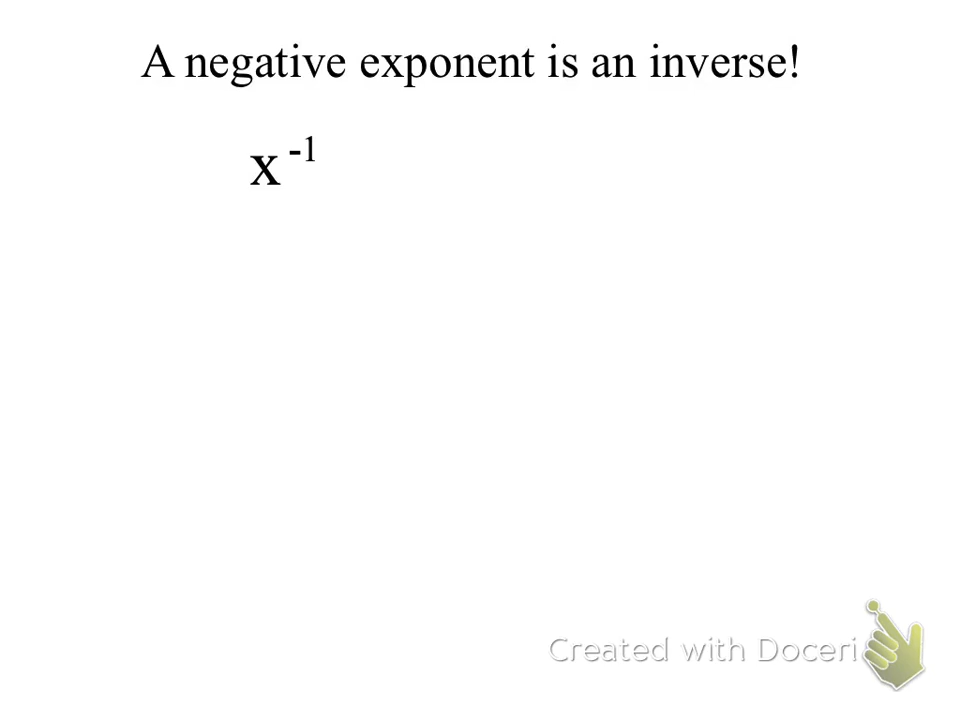 A negative exponent is an inverse!
x -1
Created with Doceri